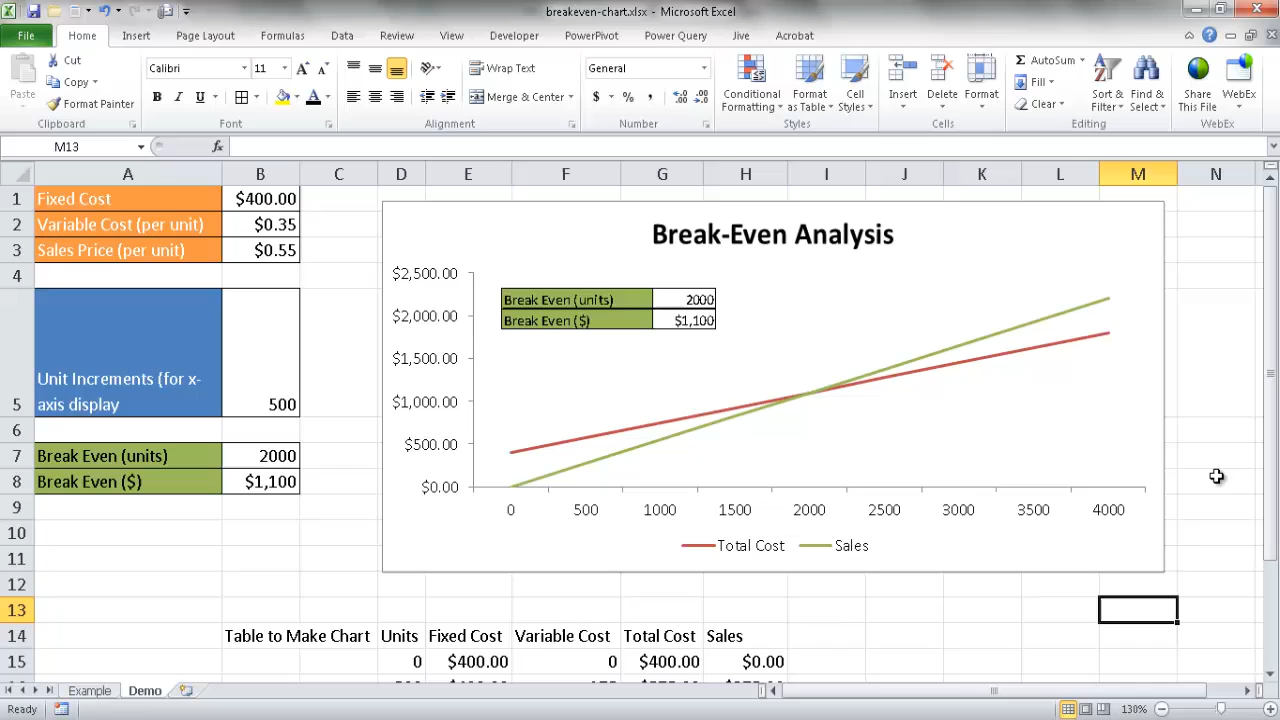 breakeven-chart.xlsx - Microsoft Excel
File Home Insert Page Layout Formulas Data Review View Developer PowerPivot Power Query Jive Acrobat
Paste
Cut
Copy
Format Painter
Clipboard
Calibri 11
B I U A
Font
Wrap Text
Merge & Center
Alignment
General
$ % ,
Number
Conditional Formatting
Format as Table
Cell Styles
Styles
Insert Delete Format
Cells
Σ AutoSum
Fill
Clear
Sort & Filter
Find & Select
Editing
Share This File
WebEx
WebEx
M13 fx
A B C D E F G H I J K L M N
1 Fixed Cost $400.00
2 Variable Cost (per unit) $0.35
3 Sales Price (per unit) $0.55
4
5 Unit Increments (for x-
axis display 500
6
7 Break Even (units) 2000
8 Break Even ($) $1,100
9
10
11
12
13
Break-Even Analysis
$2,500.00
$2,000.00
$1,500.00
$1,000.00
$500.00
$0.00
Break Even (units) 2000
Break Even ($) $1,100
0 500 1000 1500 2000 2500 3000 3500 4000
Total Cost Sales
14 Table to Make Chart Units Fixed Cost Variable Cost Total Cost Sales
15 0 $400.00 0 $400.00 $0.00
Example Demo
Ready 130%